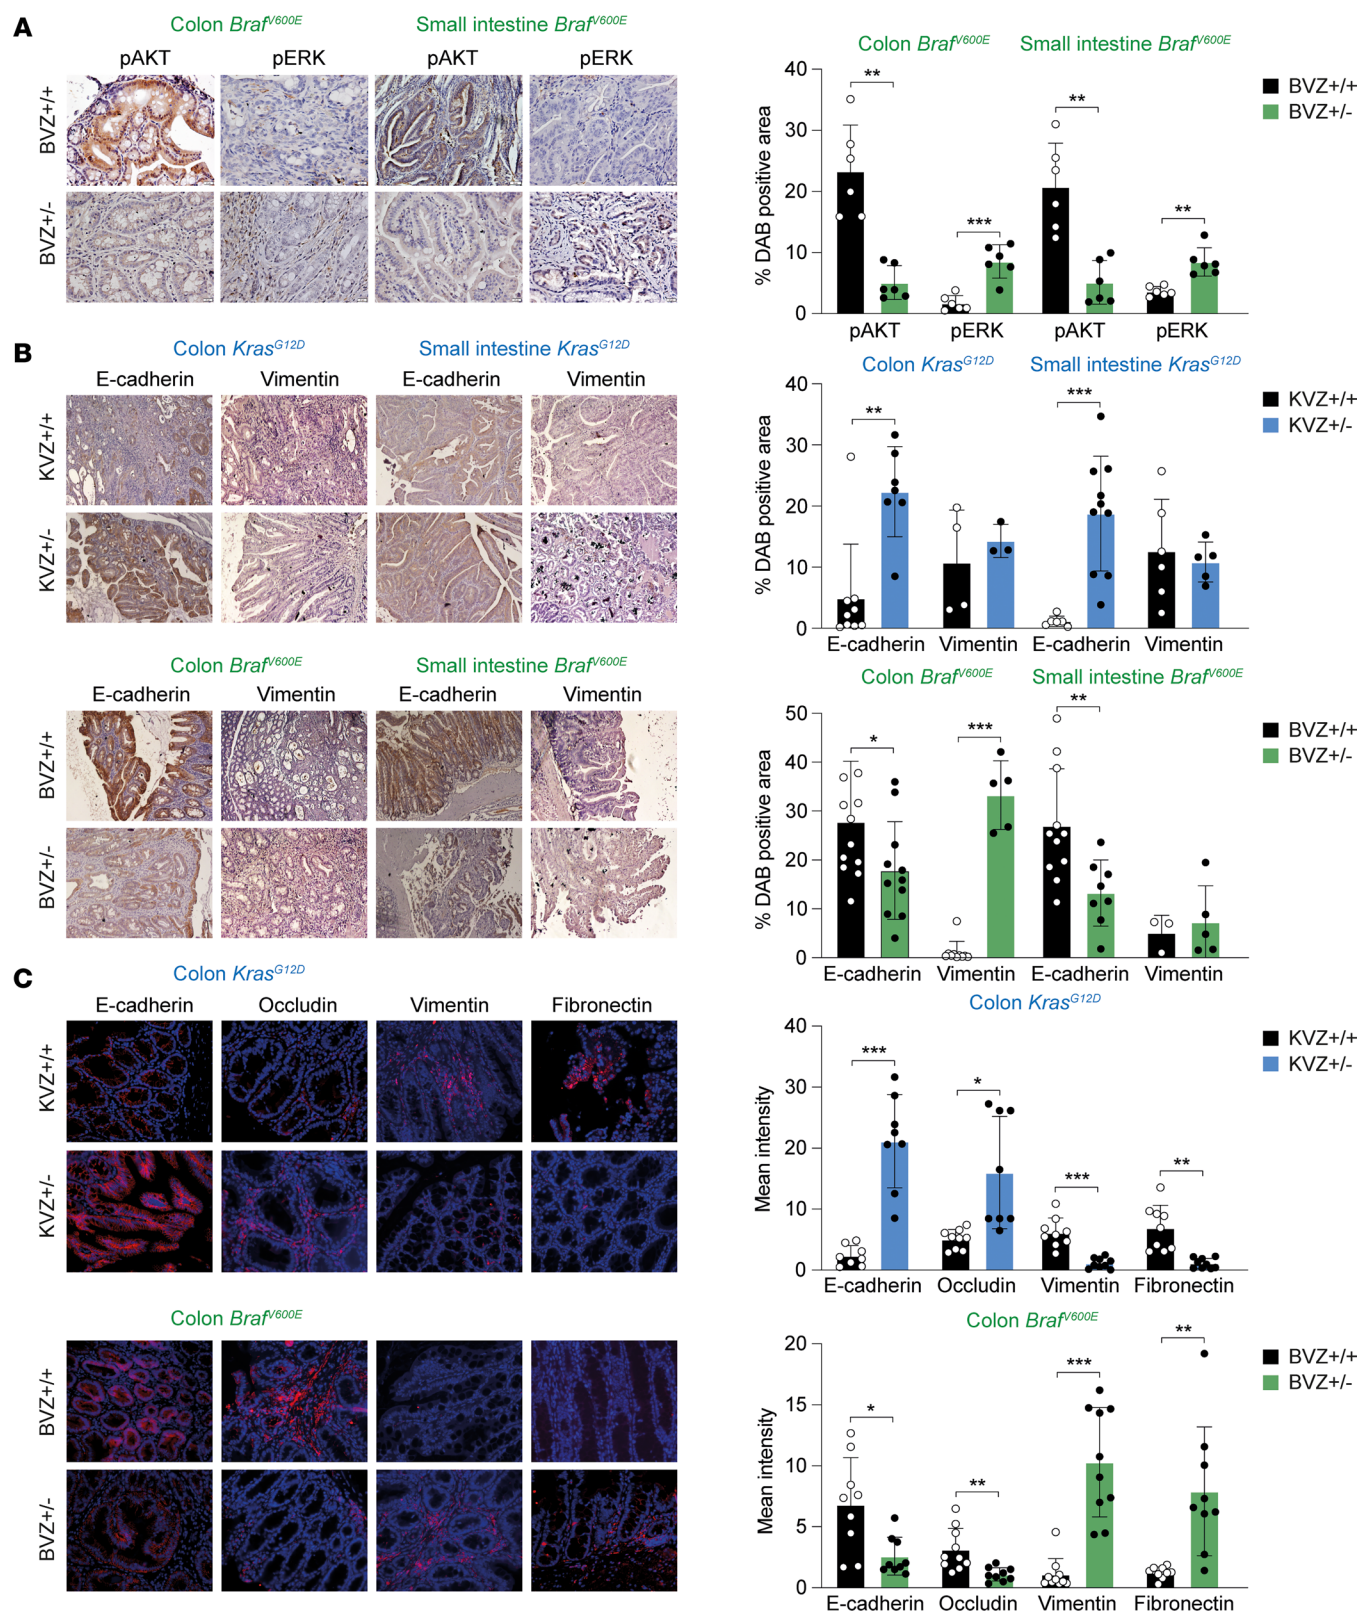 A
Colon Braf^V600E Small intestine Braf^V600E
pAKT pERK pAKT pERK
BVZ+/+
BVZ+/-
Colon Braf^V600E Small intestine Braf^V600E
% DAB positive area
40
30
20
10
0
** *** ** **
pAKT pERK pAKT pERK
BVZ+/+
BVZ+/-
B
Colon Kras^G12D Small intestine Kras^G12D
E-cadherin Vimentin E-cadherin Vimentin
KVZ+/+
KVZ+/-
Colon Kras^G12D Small intestine Kras^G12D
% DAB positive area
40
30
20
10
0
** ***
E-cadherin Vimentin E-cadherin Vimentin
KVZ+/+
KVZ+/-
Colon Braf^V600E Small intestine Braf^V600E
E-cadherin Vimentin E-cadherin Vimentin
BVZ+/+
BVZ+/-
Colon Braf^V600E Small intestine Braf^V600E
% DAB positive area
50
40
30
20
10
0
* *** **
E-cadherin Vimentin E-cadherin Vimentin
BVZ+/+
BVZ+/-
C
Colon Kras^G12D
E-cadherin Occludin Vimentin Fibronectin
KVZ+/+
KVZ+/-
Colon Kras^G12D
Mean intensity
40
30
20
10
0
*** * *** **
E-cadherin Occludin Vimentin Fibronectin
KVZ+/+
KVZ+/-
Colon Braf^V600E
BVZ+/+
BVZ+/-
Colon Braf^V600E
Mean intensity
20
15
10
5
0
* ** *** **
E-cadherin Occludin Vimentin Fibronectin
BVZ+/+
BVZ+/-